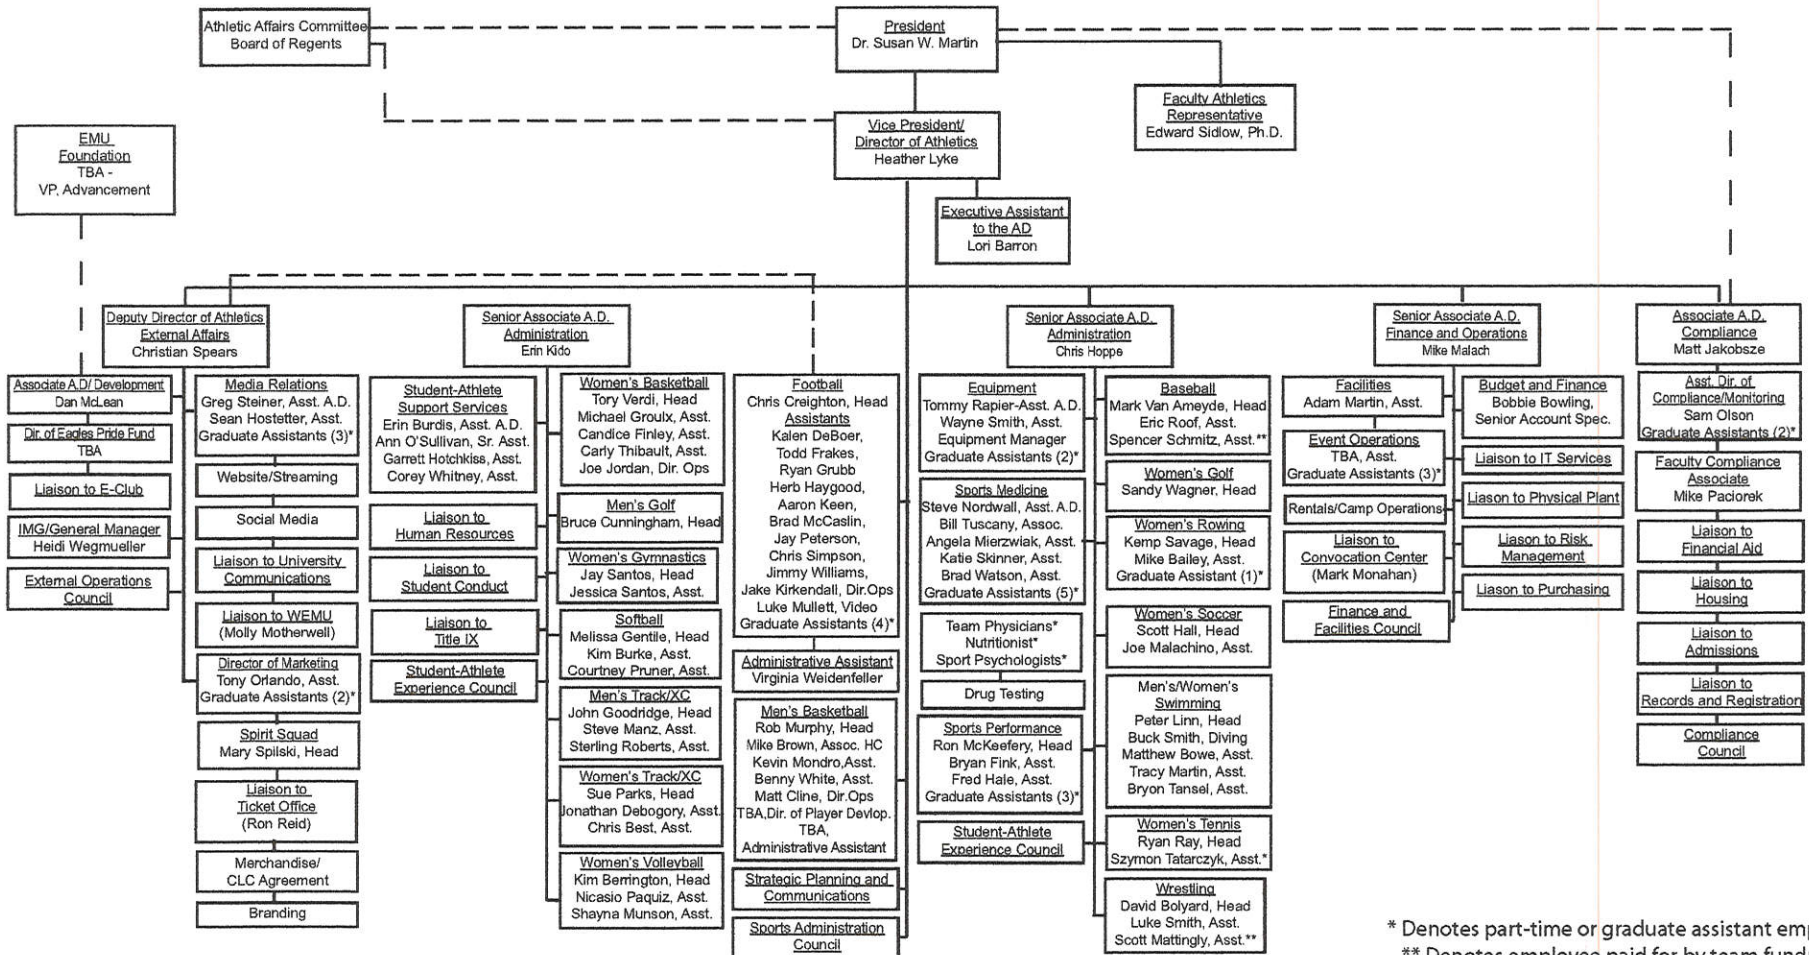 Athletic Affairs Committee
Board of Regents
President
Dr. Susan W. Martin
Faculty Athletics
Representative
Edward Sidlow, Ph.D.
Vice President/
Director of Athletics
Heather Lyke
EMU
Foundation
TBA -
VP, Advancement
Executive Assistant
to the AD
Lori Barron
Deputy Director of Athletics
External Affairs
Christian Spears
Associate A.D/ Development
Dan McLean
Dir. of Eagles Pride Fund
TBA
Liaison to E-Club
IMG/General Manager
Heidi Wegmueller
External Operations
Council
Media Relations
Greg Steiner, Asst. A.D.
Sean Hostetter, Asst.
Graduate Assistants (3)*
Website/Streaming
Social Media
Liaison to University
Communications
Liaison to WEMU
(Molly Motherwell)
Director of Marketing
Tony Orlando, Asst.
Graduate Assistants (2)*
Spirit Squad
Mary Spilski, Head
Liaison to
Ticket Office
(Ron Reid)
Merchandise/
CLC Agreement
Branding
Senior Associate A.D.
Administration
Erin Kido
Student-Athlete
Support Services
Erin Burdis, Asst. A.D.
Ann O'Sullivan, Sr. Asst.
Garrett Hotchkiss, Asst.
Corey Whitney, Asst.
Liaison to
Human Resources
Liaison to
Student Conduct
Liaison to
Title IX
Student-Athlete
Experience Council
Women's Basketball
Tory Verdi, Head
Michael Groulx, Asst.
Candice Finley, Asst.
Carly Thibault, Asst.
Joe Jordan, Dir. Ops
Men's Golf
Bruce Cunningham, Head
Women's Gymnastics
Jay Santos, Head
Jessica Santos, Asst.
Softball
Melissa Gentile, Head
Kim Burke, Asst.
Courtney Pruner, Asst.
Men's Track/XC
John Goodridge, Head
Steve Manz, Asst.
Sterling Roberts, Asst.
Women's Track/XC
Sue Parks, Head
Jonathan Debogory, Asst.
Chris Best, Asst.
Women's Volleyball
Kim Berrington, Head
Nicasio Paquiz, Asst.
Shayna Munson, Asst.
Football
Chris Creighton, Head
Assistants
Kalen DeBoer,
Todd Frakes,
Ryan Grubb
Herb Haygood,
Aaron Keen,
Brad McCaslin,
Jay Peterson,
Chris Simpson,
Jimmy Williams,
Jake Kirkendall, Dir.Ops
Luke Mullett, Video
Graduate Assistants (4)*
Administrative Assistant
Virginia Weidenfeller
Men's Basketball
Rob Murphy, Head
Mike Brown, Assoc. HC
Kevin Mondro,Asst.
Benny White, Asst.
Matt Cline, Dir.Ops
TBA,Dir. of Player Devlop.
TBA,
Administrative Assistant
Strategic Planning and
Communications
Sports Administration
Council
Senior Associate A.D.
Administration
Chris Hoppe
Equipment
Tommy Rapier-Asst. A.D.
Wayne Smith, Asst.
Equipment Manager
Graduate Assistants (2)*
Sports Medicine
Steve Nordwall, Asst. A.D.
Bill Tuscany, Assoc.
Angela Mierzwiak, Asst.
Katie Skinner, Asst.
Brad Watson, Asst.
Graduate Assistants (5)*
Team Physicians*
Nutritionist*
Sport Psychologists*
Drug Testing
Sports Performance
Ron McKeefery, Head
Bryan Fink, Asst.
Fred Hale, Asst.
Graduate Assistants (3)*
Student-Athlete
Experience Council
Baseball
Mark Van Ameyde, Head
Eric Roof, Asst.
Spencer Schmitz, Asst.**
Women's Golf
Sandy Wagner, Head
Women's Rowing
Kemp Savage, Head
Mike Bailey, Asst.
Graduate Assistant (1)*
Women's Soccer
Scott Hall, Head
Joe Malachino, Asst.
Men's/Women's
Swimming
Peter Linn, Head
Buck Smith, Diving
Matthew Bowe, Asst.
Tracy Martin, Asst.
Bryon Tansel, Asst.
Women's Tennis
Ryan Ray, Head
Szymon Tatarczyk, Asst.*
Wrestling
David Bolyard, Head
Luke Smith, Asst.
Scott Mattingly, Asst.**
Senior Associate A.D.
Finance and Operations
Mike Malach
Facilities
Adam Martin, Asst.
Event Operations
TBA, Asst.
Graduate Assistants (3)*
Rentals/Camp Operations
Liaison to
Convocation Center
(Mark Monahan)
Finance and
Facilities Council
Budget and Finance
Bobbie Bowling,
Senior Account Spec.
Liaison to IT Services
Liason to Physical Plant
Liason to Risk
Management
Liason to Purchasing
Associate A.D.
Compliance
Matt Jakobsze
Asst. Dir. of
Compliance/Monitoring
Sam Olson
Graduate Assistants (2)*
Faculty Compliance
Associate
Mike Paciorek
Liaison to
Financial Aid
Liaison to
Housing
Liaison to
Admissions
Liaison to
Records and Registration
Compliance
Council
* Denotes part-time or graduate assistant emp
** Denotes employee paid for by team fund